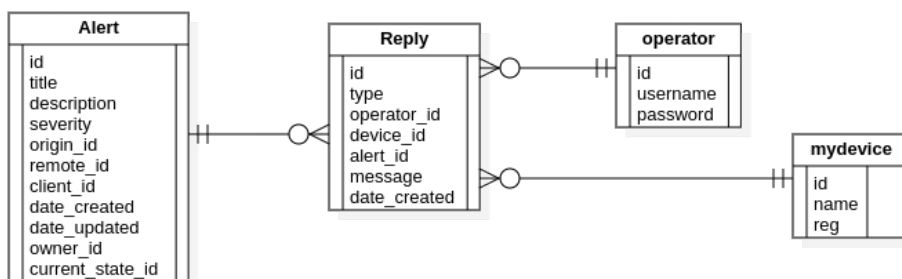 Alert
id
title
description
severity
origin_id
remote_id
client_id
date_created
date_updated
owner_id
current_state_id
Reply
id
type
operator_id
device_id
alert_id
message
date_created
operator
id
username
password
mydevice
id
name
reg